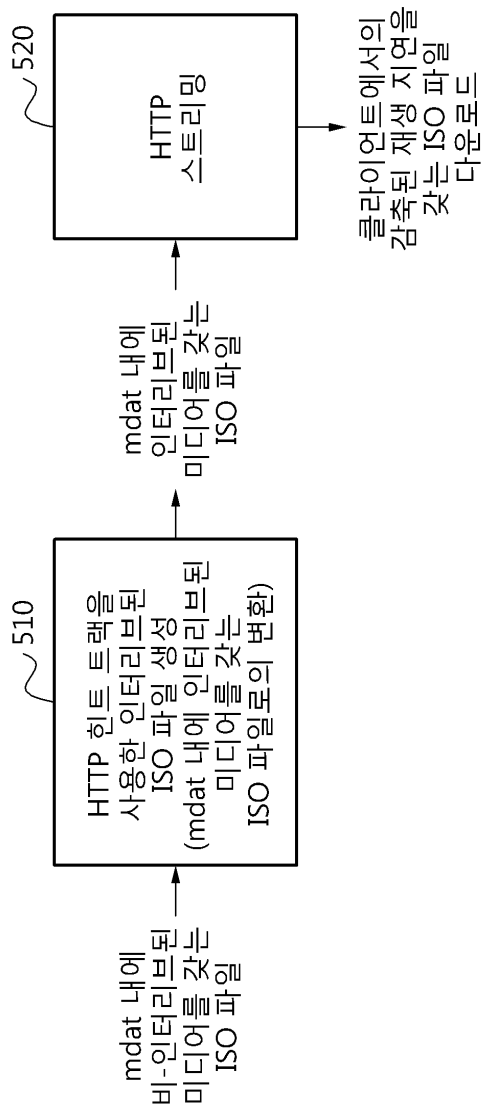 mdat 내에
비-인터리브된
미디어를 갖는
ISO 파일
510
HTTP 힌트 트랙을
사용한 인터리브된
ISO 파일 생성
(mdat 내에 인터리브된
미디어를 갖는
ISO 파일로의 변환)
mdat 내에
인터리브된
미디어를 갖는
ISO 파일
520
HTTP
스트리밍
클라이언트에서의
감축된 재생 지연을
갖는 ISO 파일
다운로드